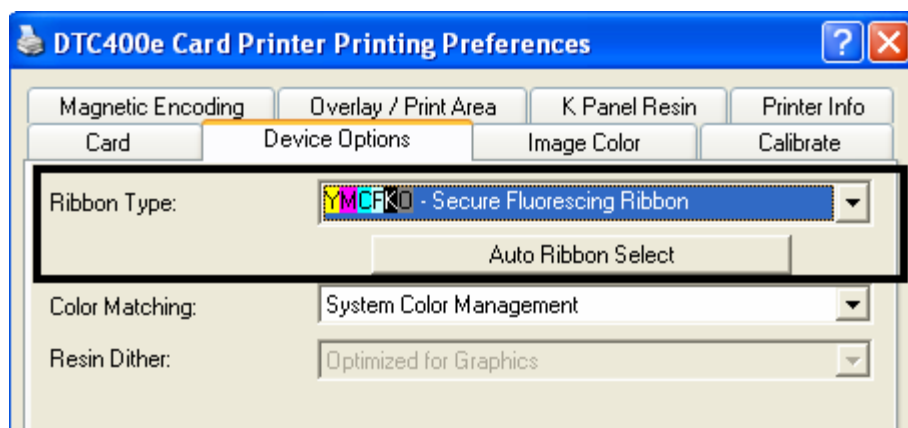 DTC400e Card Printer Printing Preferences
Magnetic Encoding Overlay / Print Area K Panel Resin Printer Info
Card Device Options Image Color Calibrate
Ribbon Type: YMCFKO - Secure Fluorescing Ribbon
Auto Ribbon Select
Color Matching: System Color Management
Resin Dither: Optimized for Graphics